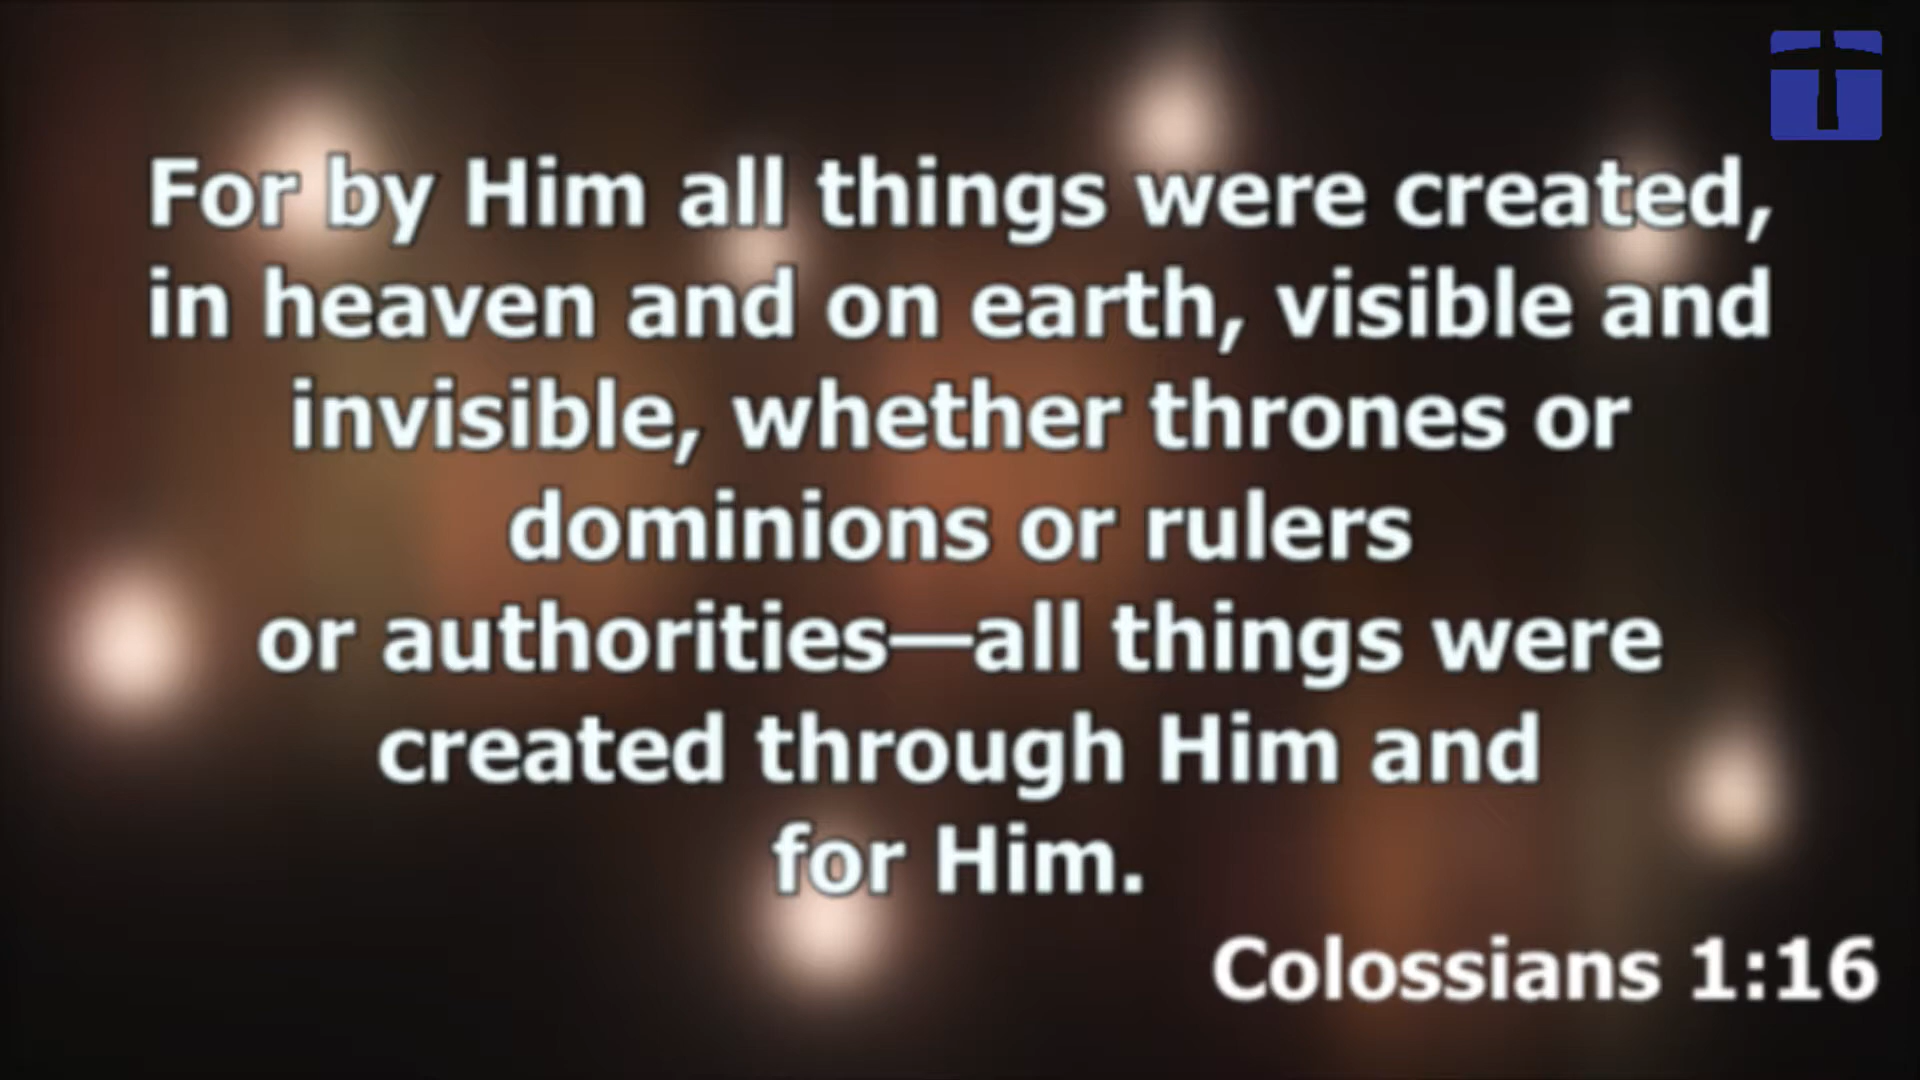 For by Him all things were created,
in heaven and on earth, visible and
invisible, whether thrones or
dominions or rulers
or authorities—all things were
created through Him and
for Him.
Colossians 1:16